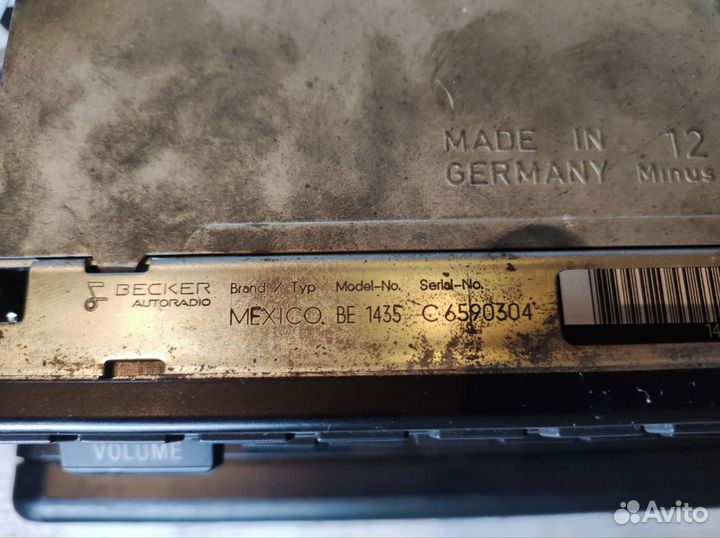 MADE IN 12
GERMANY Minus
BECKER Brand / Typ Model-No. Serial-No.
AUTORADIO MEXICO. BE 1435 C 6590304
14
VOLUME
Avito